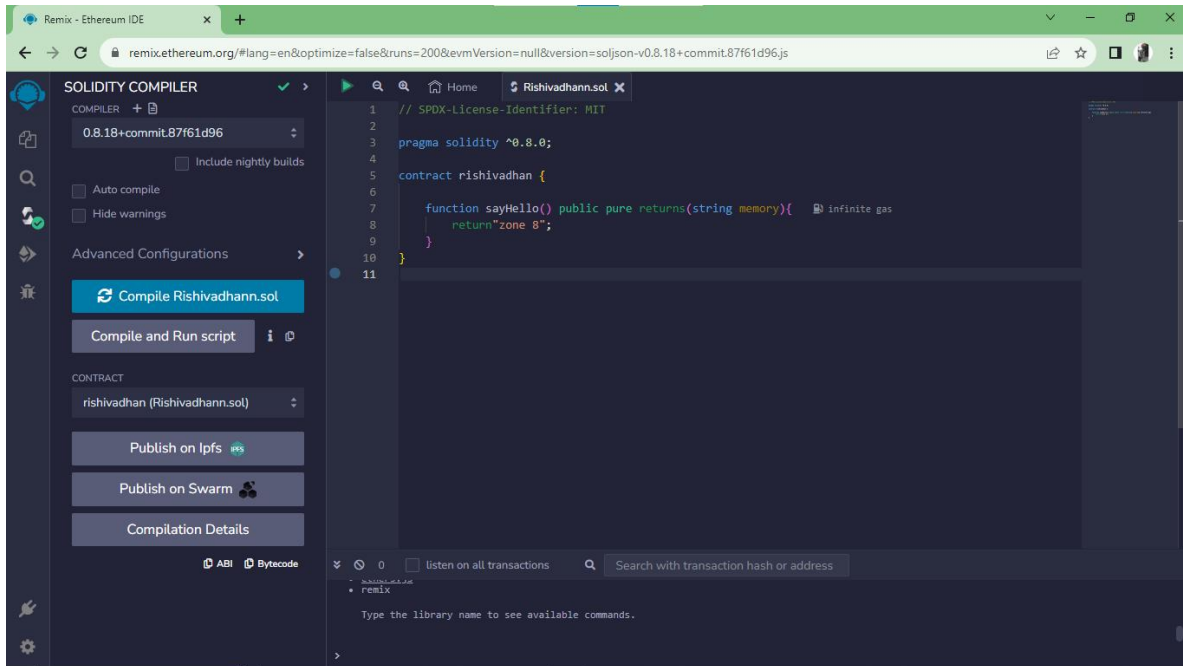 Remix - Ethereum IDE
remix.ethereum.org/#lang=en&optimize=false&runs=200&evmVersion=null&version=soljson-v0.8.18+commit.87f61d96.js
SOLIDITY COMPILER
COMPILER
0.8.18+commit.87f61d96
Include nightly builds
Auto compile
Hide warnings
Advanced Configurations
Compile Rishivadhann.sol
Compile and Run script
i
CONTRACT
rishivadhan (Rishivadhann.sol)
Publish on Ipfs
IPFS
Publish on Swarm
Compilation Details
ABI Bytecode
Home Rishivadhann.sol
1 // SPDX-License-Identifier: MIT
2
3 pragma solidity ^0.8.0;
4
5 contract rishivadhan {
6
7 function sayHello() public pure returns(string memory){ infinite gas
8 return"zone 8";
9 }
10 }
11
0 listen on all transactions Search with transaction hash or address
• remix
Type the library name to see available commands.
>